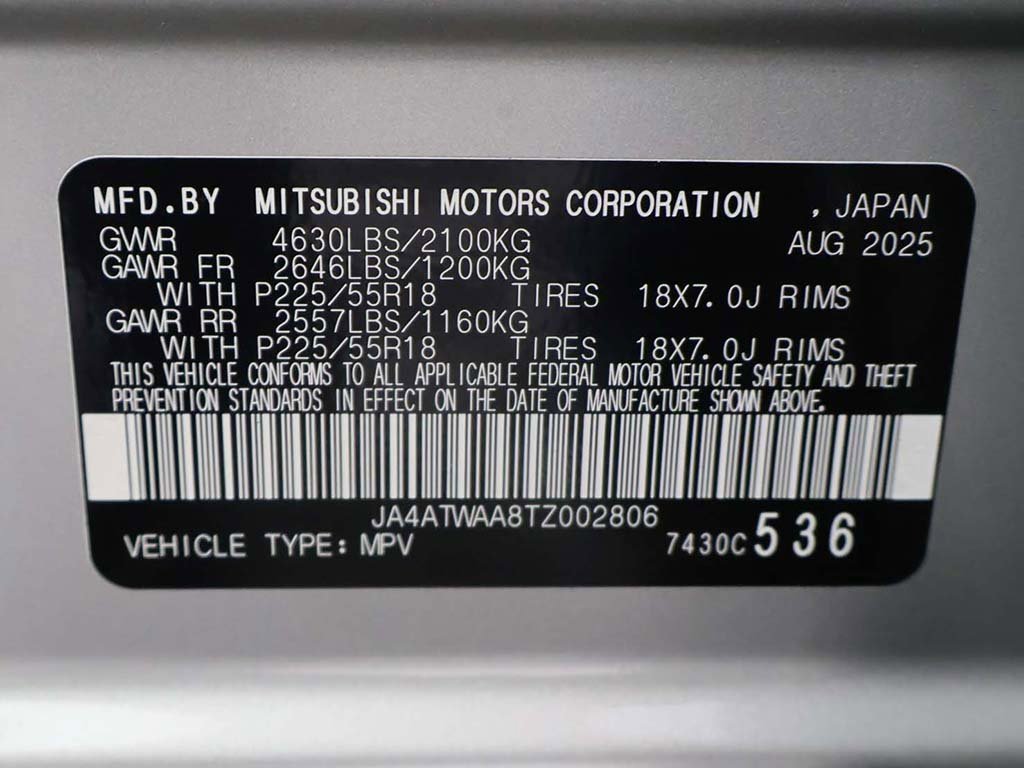 MFD.BY MITSUBISHI MOTORS CORPORATION , JAPAN
GVWR 4630LBS/2100KG AUG 2025
GAWR FR 2646LBS/1200KG
WITH P225/55R18 TIRES 18X7.0J RIMS
GAWR RR 2557LBS/1160KG
WITH P225/55R18 TIRES 18X7.0J RIMS
THIS VEHICLE CONFORMS TO ALL APPLICABLE FEDERAL MOTOR VEHICLE SAFETY AND THEFT
PREVENTION STANDARDS IN EFFECT ON THE DATE OF MANUFACTURE SHOWN ABOVE.
JA4ATWAA8TZ002806
VEHICLE TYPE: MPV 7430C 536